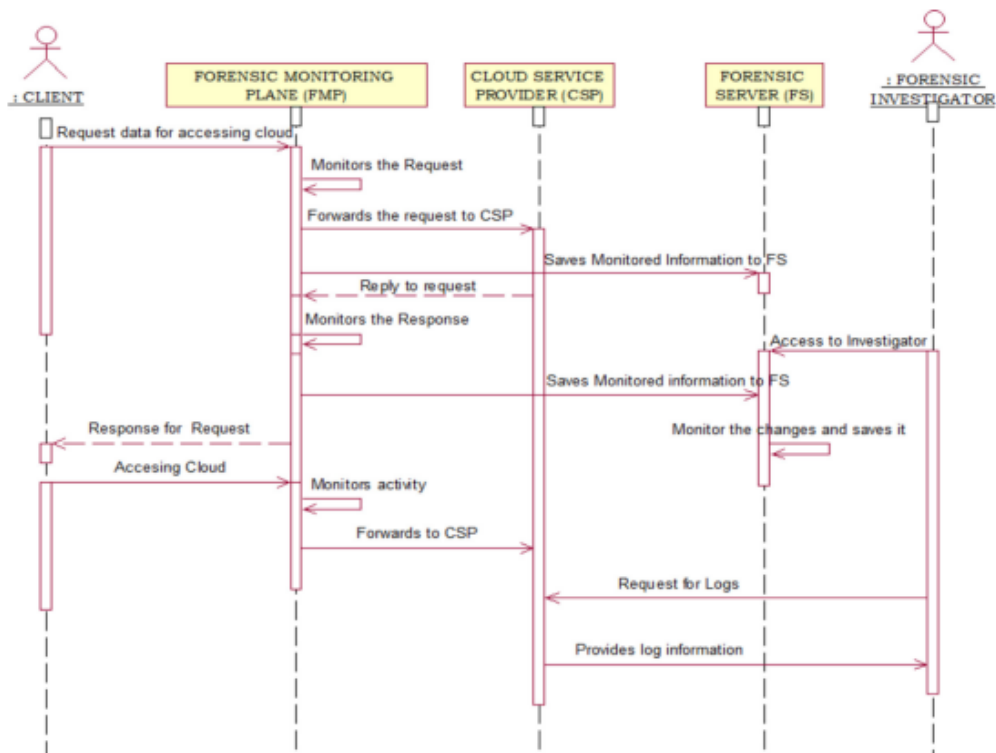 FORENSIC MONITORING
PLANE (FMP)
CLOUD SERVICE
PROVIDER (CSP)
FORENSIC
SERVER (FS)
: CLIENT
: FORENSIC
INVESTIGATOR
Request data for accessing cloud
Monitors the Request
Forwards the request to CSP
Saves Monitored Information to FS
Reply to request
Monitors the Response
Access to Investigator
Saves Monitored information to FS
Response for Request
Monitor the changes and saves it
Accesing Cloud
Monitors activity
Forwards to CSP
Request for Logs
Provides log information